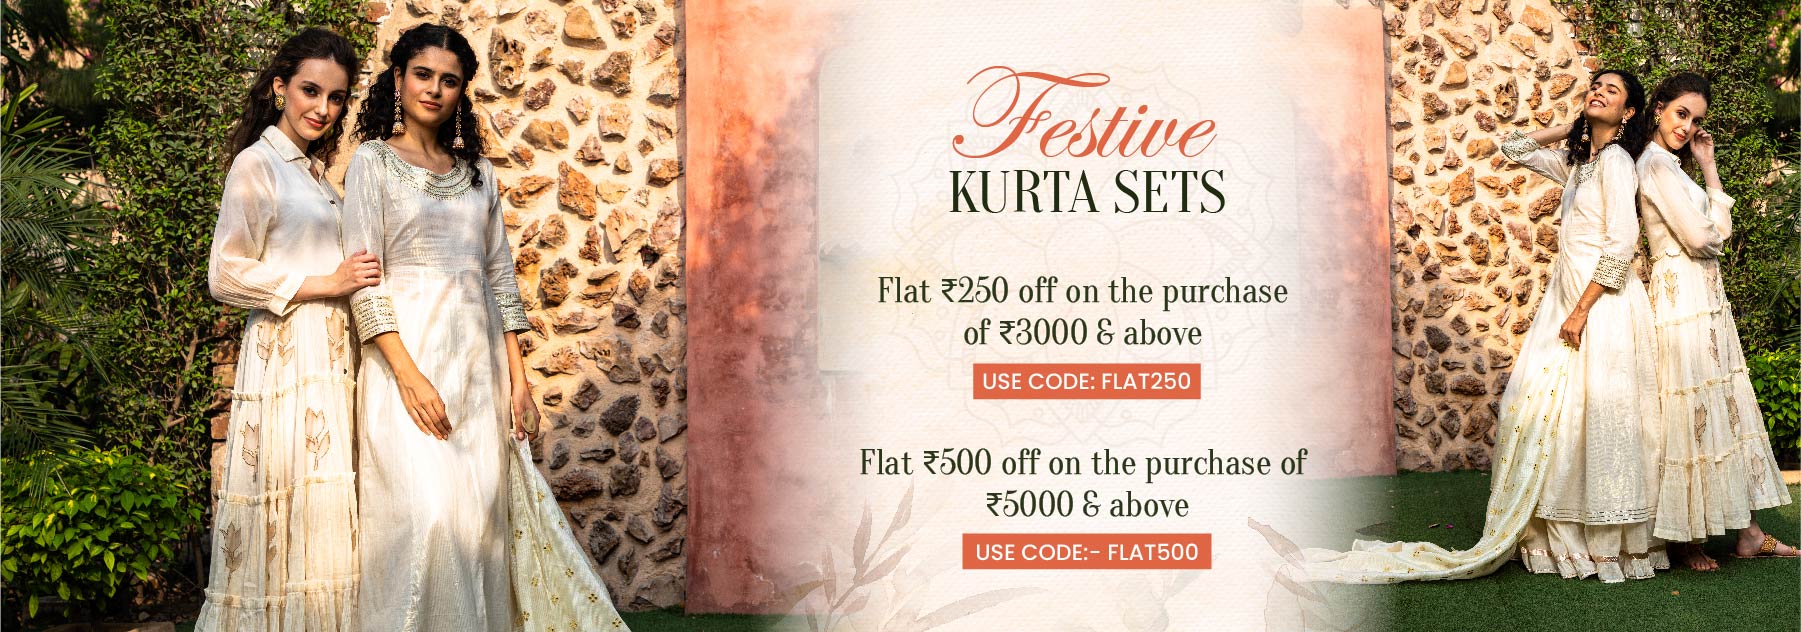 Festive
KURTA SETS
Flat ₹250 off on the purchase
of ₹3000 & above
USE CODE: FLAT250
Flat ₹500 off on the purchase of
₹5000 & above
USE CODE:- FLAT500